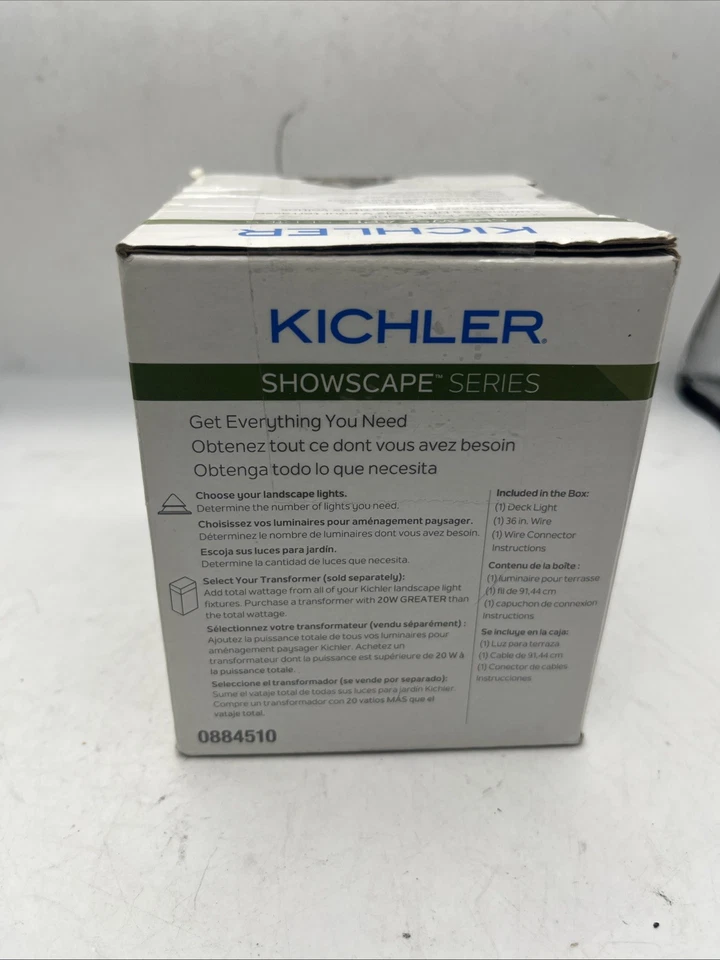 KICHLER
KICHLER®
SHOWSCAPE™ SERIES
Get Everything You Need
Obtenez tout ce dont vous avez besoin
Obtenga todo lo que necesita
Choose your landscape lights.
Determine the number of lights you need.
Choisissez vos luminaires pour aménagement paysager.
Déterminez le nombre de luminaires dont vous avez besoin.
Escoja sus luces para jardín.
Determine la cantidad de luces que necesita.
Select Your Transformer (sold separately):
Add total wattage from all of your Kichler landscape light
fixtures. Purchase a transformer with 20W GREATER than
the total wattage.
Sélectionnez votre transformateur (vendu séparément) :
Ajoutez la puissance totale de tous vos luminaires pour
aménagement paysager Kichler. Achetez un
transformateur dont la puissance est supérieure de 20 W à
la puissance totale.
Seleccione el transformador (se vende por separado):
Sume el vataje total de todas sus luces para jardín Kichler.
Compre un transformador con 20 vatios MÁS que el
vataje total.
0884510
Included in the Box:
(1) Deck Light
(1) 36 in. Wire
(1) Wire Connector
Instructions
Contenu de la boîte :
(1) luminaire pour terrasse
(1) fil de 91,44 cm
(1) capuchon de connexion
Instructions
Se incluye en la caja:
(1) Luz para terraza
(1) Cable de 91,44 cm
(1) Conector de cables
Instrucciones